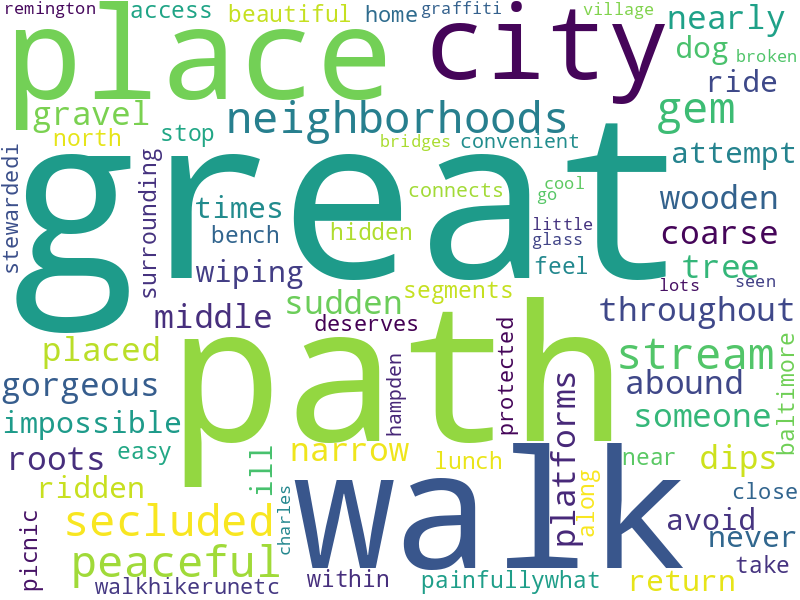 remington
access
beautiful
home
graffiti
village
place
city
nearly
dog
broken
ride
gravel
neighborhoods
gem
north
stop
bridges
convenient
attempt
stewardedi
surrounding
great
times
connects
cool
go
wooden
bench
hidden
little
glass
coarse
wiping
feel
tree
segments
lots
seen
sudden
middle
deserves
throughout
path
placed
hampden
protected
stream
baltimore
gorgeous
platforms
abound
impossible
someone
roots
easy
ill
narrow
lunch
along
near
dips
ridden
charles
walk
close
secluded
avoid
never
picnic
peaceful
take
walkhikerunetc
within
painfullywhat
return